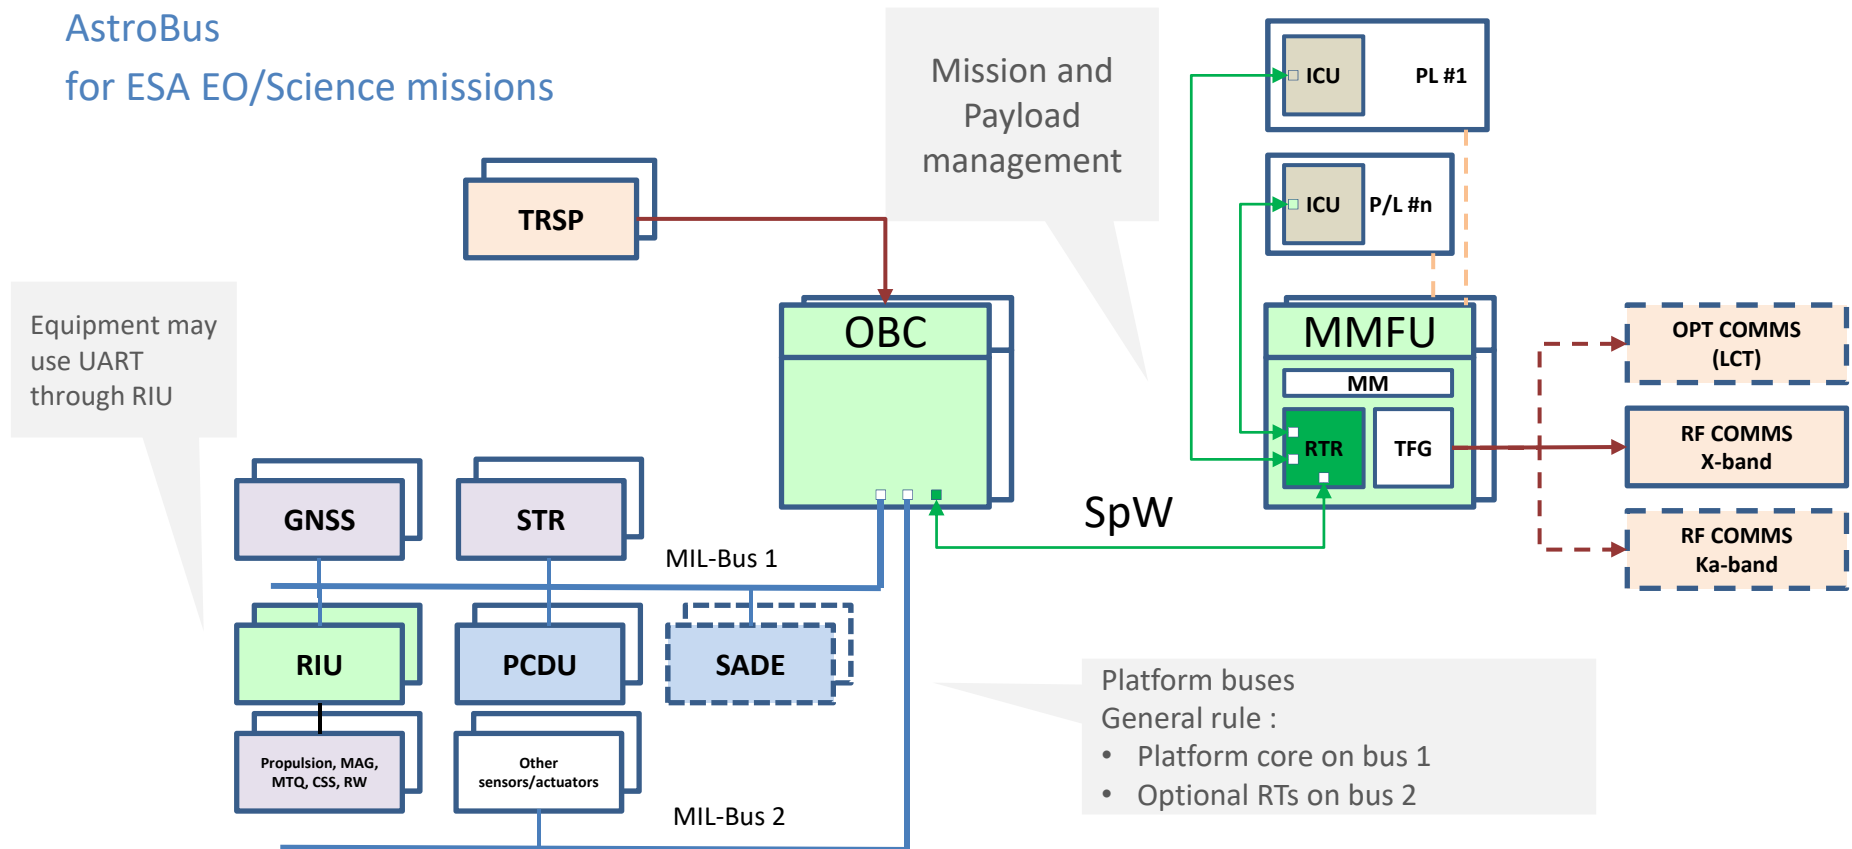 AstroBus
for ESA EO/Science missions
Mission and
Payload
management
ICU
PL #1
ICU
P/L #n
TRSP
Equipment may
use UART
through RIU
OBC
MMFU
MM
RTR
TFG
OPT COMMS
(LCT)
RF COMMS
X-band
RF COMMS
Ka-band
SpW
GNSS
STR
MIL-Bus 1
RIU
PCDU
SADE
Propulsion, MAG,
MTQ, CSS, RW
Other
sensors/actuators
MIL-Bus 2
Platform buses
General rule :
• Platform core on bus 1
• Optional RTs on bus 2